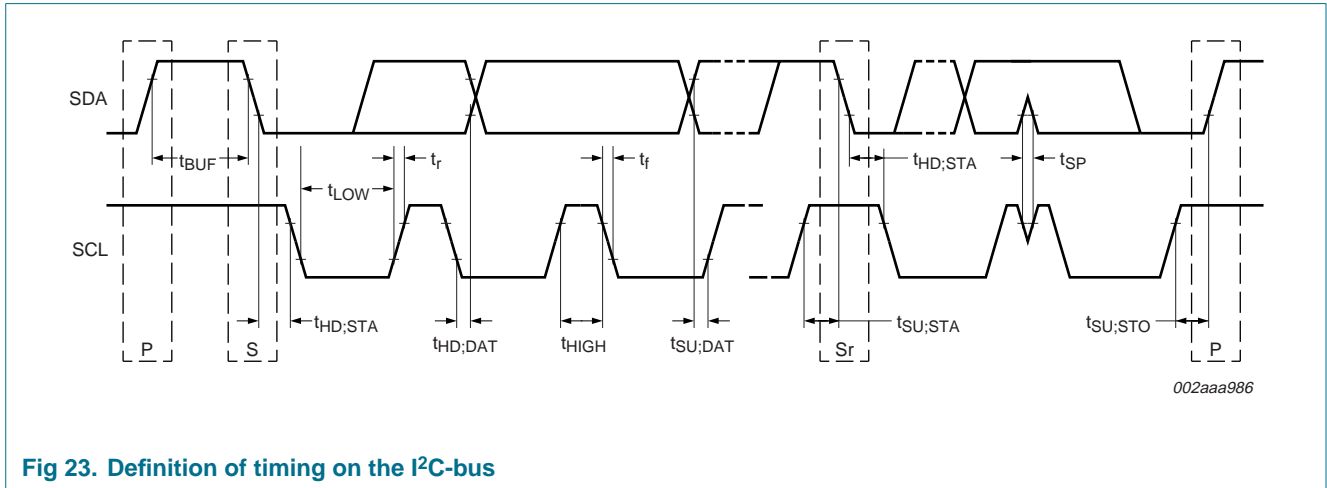 SDA
SCL
tBUF
tLOW
tr
tf
tHD;STA
tSP
tHD;STA
tHD;DAT
tHIGH
tSU;DAT
tSU;STA
tSU;STO
P
S
Sr
P
002aaa986
Fig 23. Definition of timing on the I2C-bus